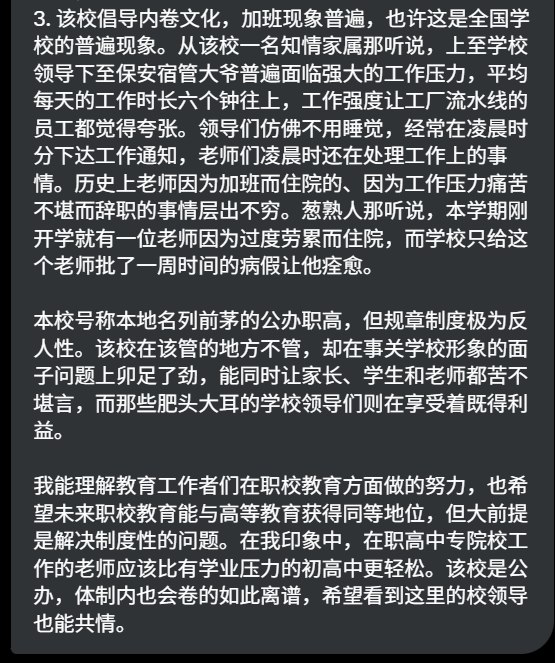 3. 该校倡导内卷文化，加班现象普遍，也许这是全国学
校的普遍现象。从该校一名知情家属那听说，上至学校
领导下至保安宿管大爷普遍面临强大的工作压力，平均
每天的工作时长六个钟往上，工作强度让工厂流水线的
员工都觉得夸张。领导们仿佛不用睡觉，经常在凌晨时
分下达工作通知，老师们凌晨时还在处理工作上的事
情。历史上老师因为加班而住院的、因为工作压力痛苦
不堪而辞职的事情层出不穷。葱熟人那听说，本学期刚
开学就有一位老师因为过度劳累而住院，而学校只给这
个老师批了一周时间的病假让他痊愈。
本校号称本地名列前茅的公办职高，但规章制度极为反
人性。该校在该管的地方不管，却在事关学校形象的面
子问题上卯足了劲，能同时让家长、学生和老师都苦不
堪言，而那些肥头大耳的学校领导们则在享受着既得利
益。
我能理解教育工作者们在职校教育方面做的努力，也希
望未来职校教育能与高等教育获得同等地位，但大前提
是解决制度性的问题。在我印象中，在职高中专院校工
作的老师应该比有学业压力的初高中更轻松。该校是公
办，体制内也会卷的如此离谱，希望看到这里的校领导
也能共情。